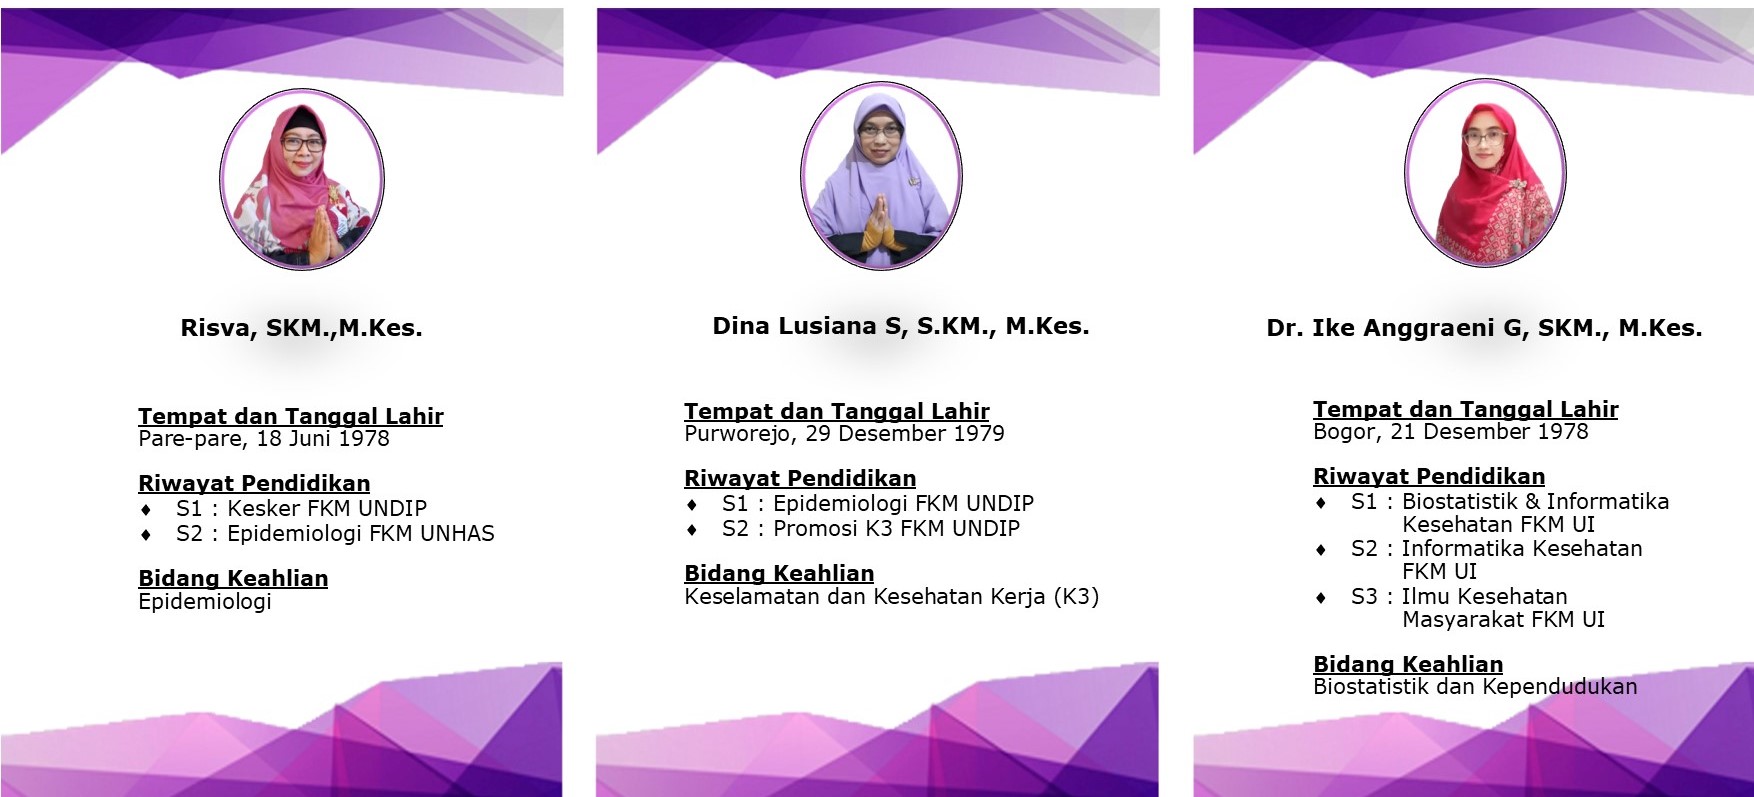 Risva, SKM.,M.Kes.
Tempat dan Tanggal Lahir
Pare-pare, 18 Juni 1978
Riwayat Pendidikan
♦ S1 : Kesker FKM UNDIP
♦ S2 : Epidemiologi FKM UNHAS
Bidang Keahlian
Epidemiologi
Dina Lusiana S, S.KM., M.Kes.
Tempat dan Tanggal Lahir
Purworejo, 29 Desember 1979
Riwayat Pendidikan
♦ S1 : Epidemiologi FKM UNDIP
♦ S2 : Promosi K3 FKM UNDIP
Bidang Keahlian
Keselamatan dan Kesehatan Kerja (K3)
Dr. Ike Anggraeni G, SKM., M.Kes.
Tempat dan Tanggal Lahir
Bogor, 21 Desember 1978
Riwayat Pendidikan
♦ S1 : Biostatistik & Informatika
Kesehatan FKM UI
♦ S2 : Informatika Kesehatan
FKM UI
♦ S3 : Ilmu Kesehatan
Masyarakat FKM UI
Bidang Keahlian
Biostatistik dan Kependudukan